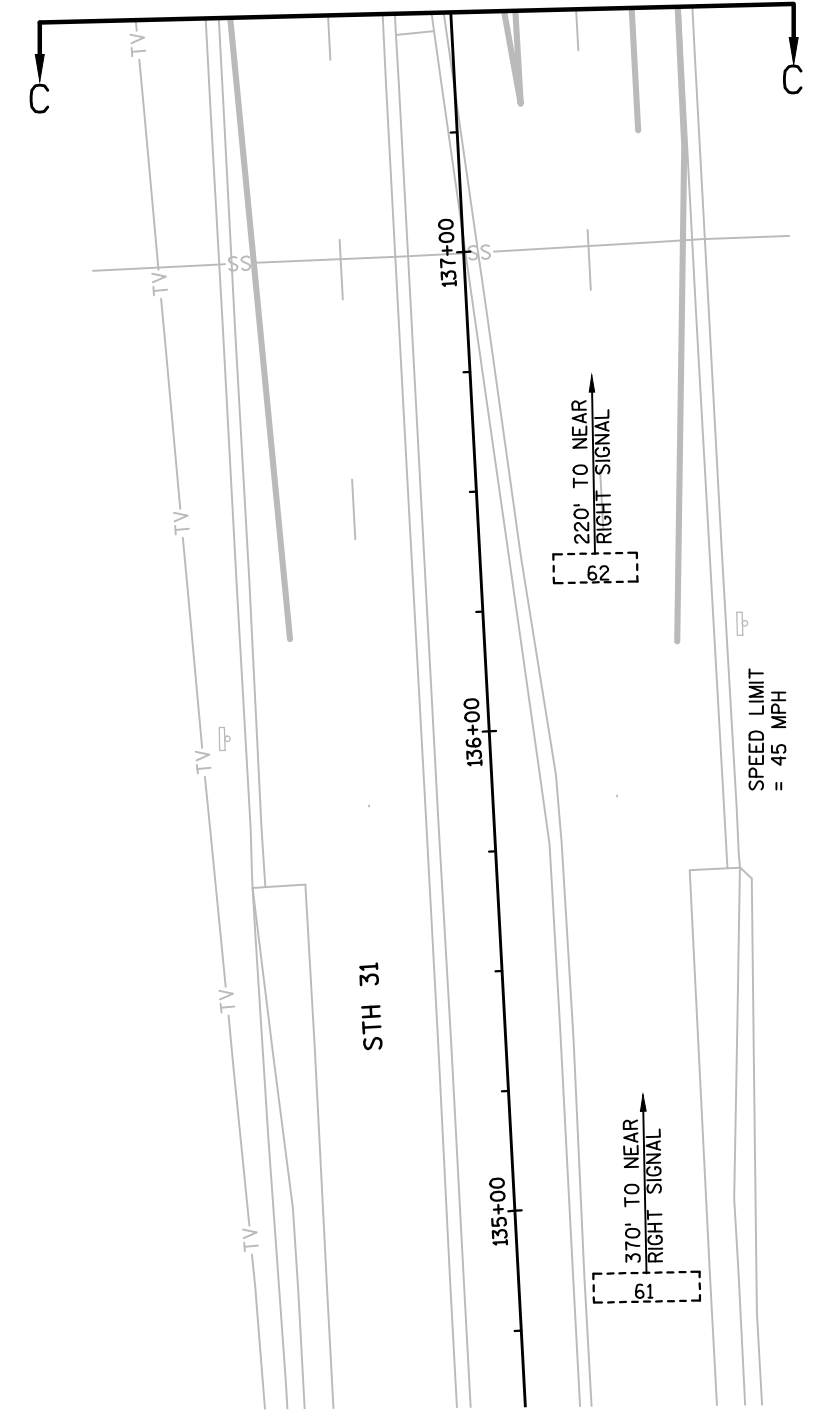 TV
C
C
137+00
SS
SS
TV
220' TO NEAR
RIGHT SIGNAL
TV
62
SPEED LIMIT
= 45 MPH
136+00
TV
STH 31
TV
370' TO NEAR
RIGHT SIGNAL
135+00
TV
61